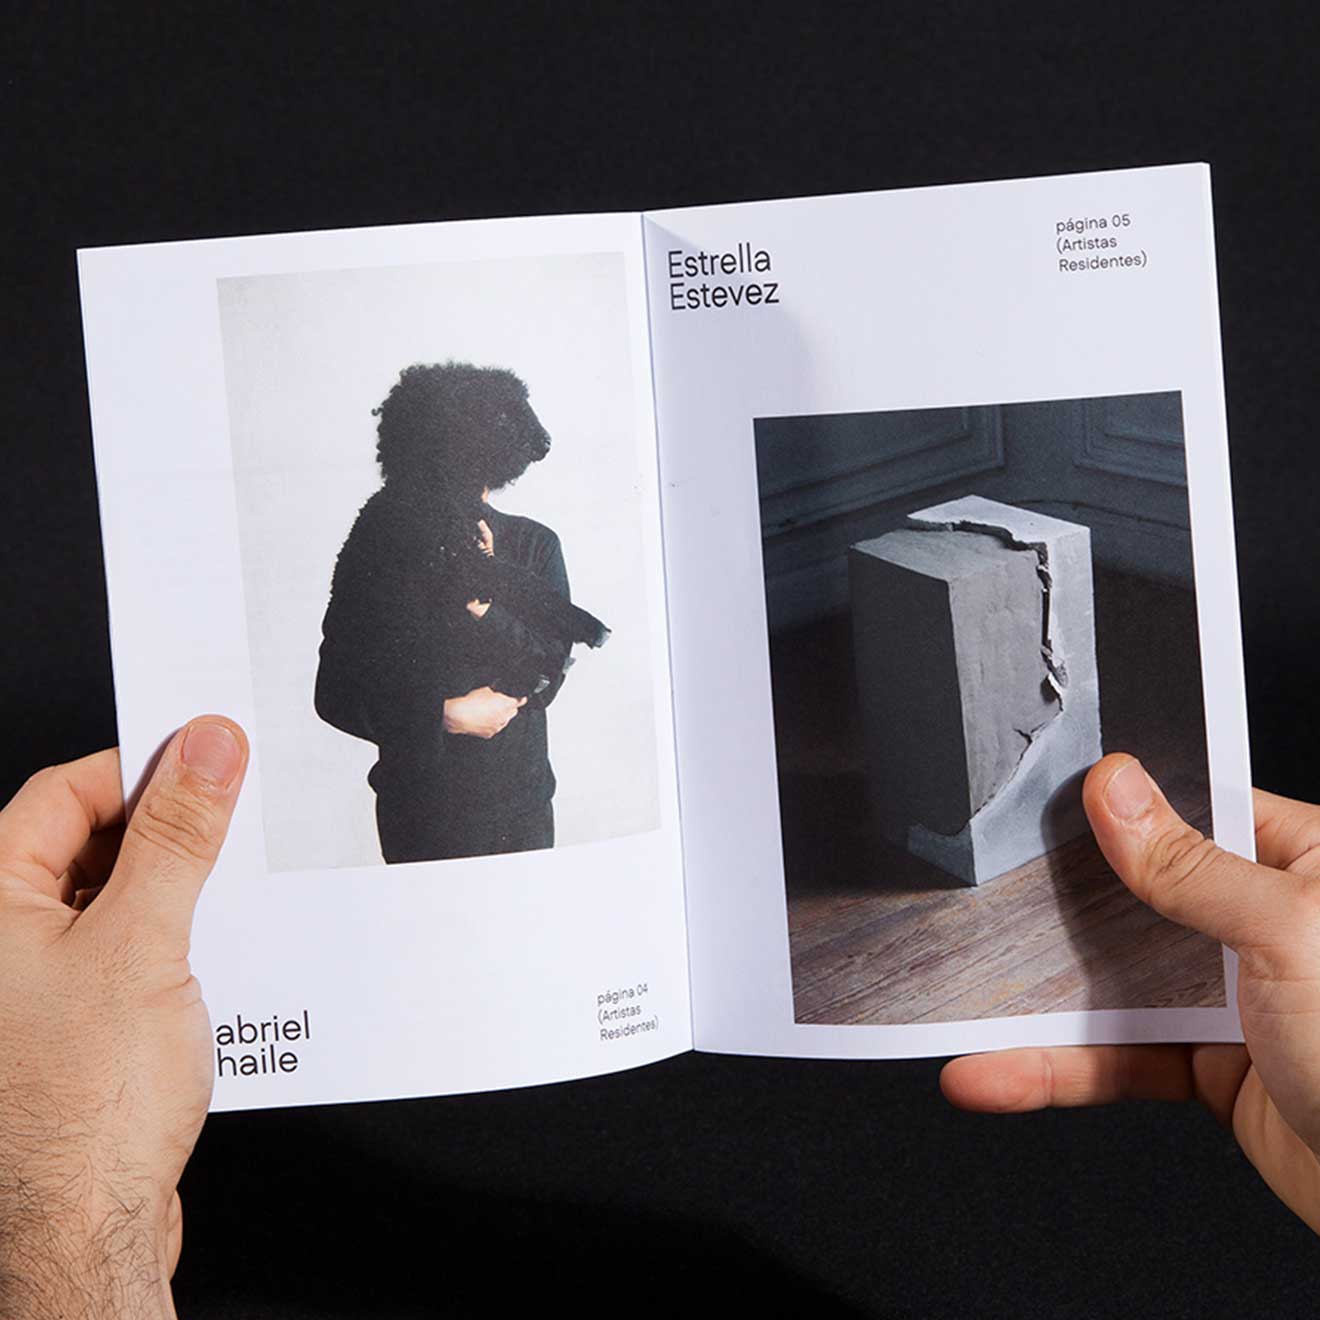 abriel
haile
página 04
(Artistas
Residentes)
Estrella
Estevez
página 05
(Artistas
Residentes)